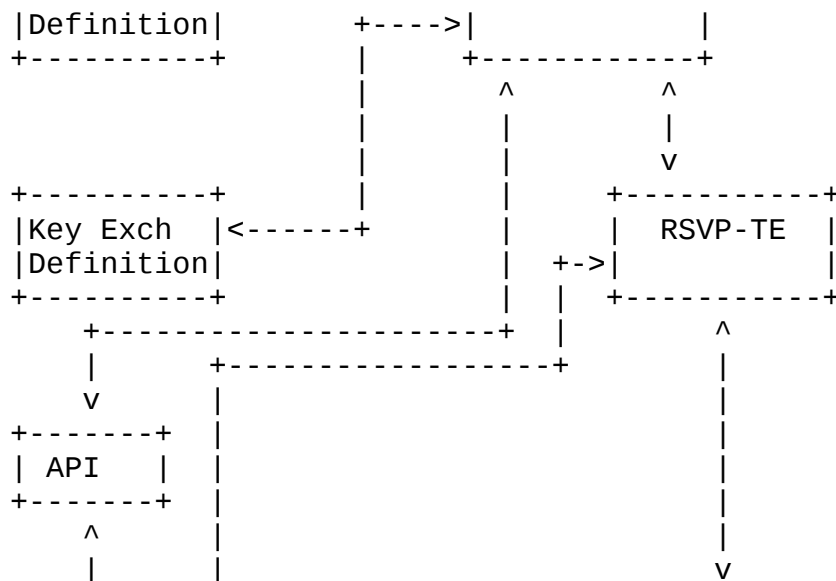 |Definition|        +---->|            |
+----------+        |     +------------+
                    |       ^        ^
                    |       |        |
                    |       |        v
+----------+        |       |     +-----------+
|Key Exch  |<-------+       |     |  RSVP-TE  |
|Definition|                |  +->|           |
+----------+                |  |  +-----------+
    +-----------------------+  |        ^
    |      +-------------------+        |
    v      |                            |
+-------+  |                            |
| API   |  |                            |
+-------+  |                            |
    ^      |                            |
    |      |                            v